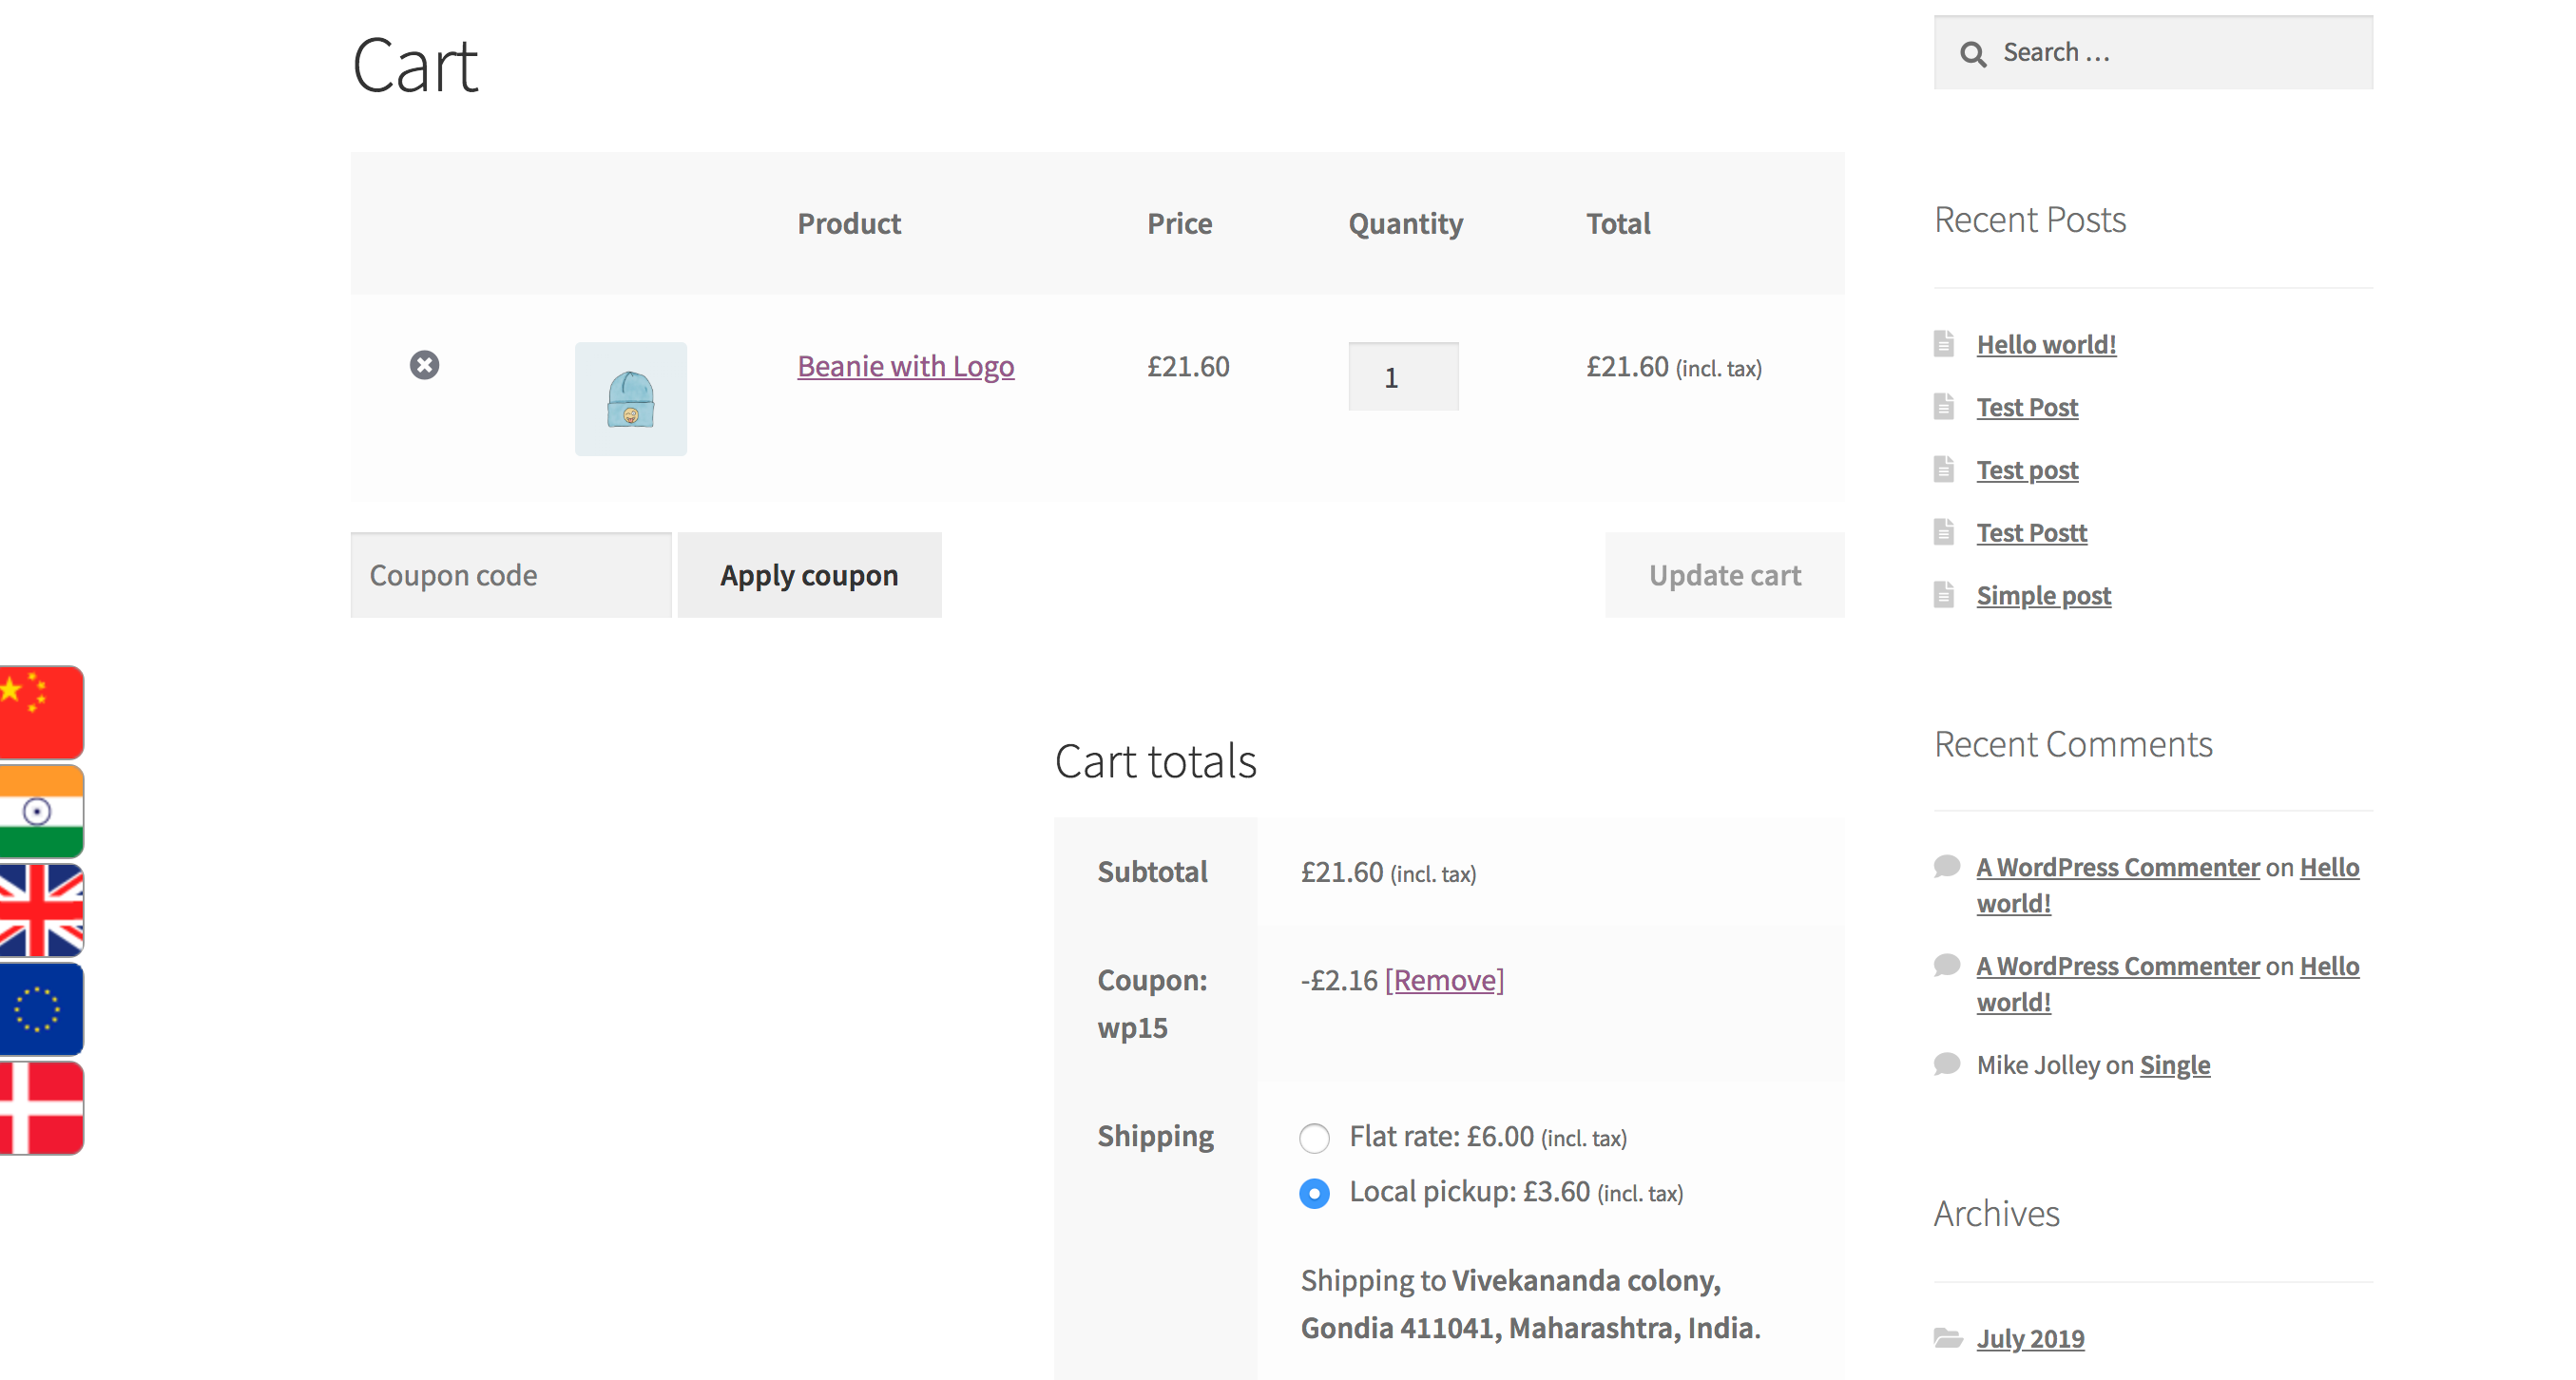 Cart
Product Price Quantity Total
Beanie with Logo £21.60 1 £21.60 (incl. tax)
Coupon code Apply coupon Update cart
Cart totals
Subtotal £21.60 (incl. tax)
Coupon: wp15 -£2.16 [Remove]
Shipping Flat rate: £6.00 (incl. tax)
Local pickup: £3.60 (incl. tax)
Shipping to Vivekananda colony,
Gondia 411041, Maharashtra, India.
Search …
Recent Posts
Hello world!
Test Post
Test post
Test Postt
Simple post
Recent Comments
A WordPress Commenter on Hello
world!
A WordPress Commenter on Hello
world!
Mike Jolley on Single
Archives
July 2019